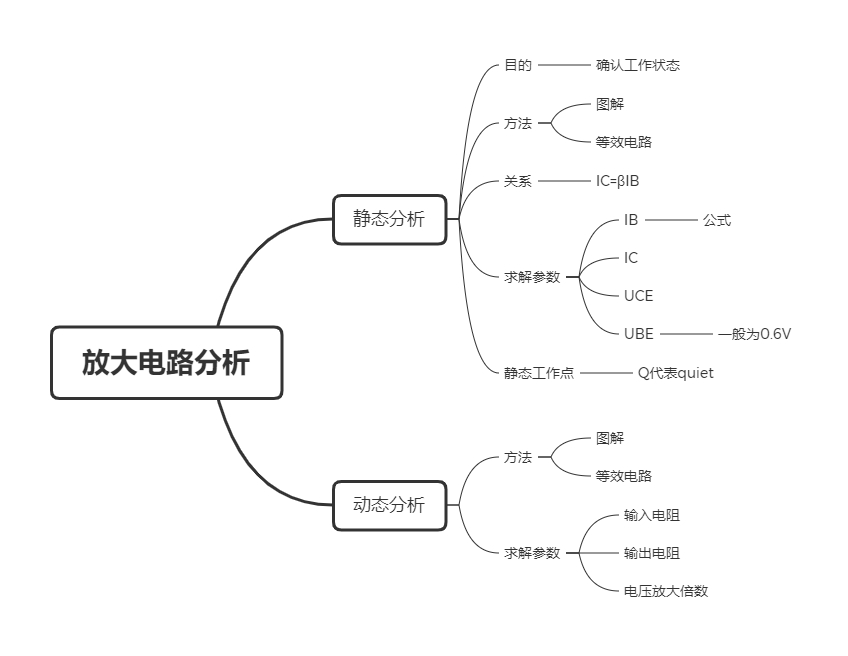 放大电路分析
静态分析
目的
确认工作状态
方法
图解
等效电路
关系
IC=βIB
求解参数
IB
公式
IC
UCE
UBE
一般为0.6V
静态工作点
Q代表quiet
动态分析
方法
图解
等效电路
求解参数
输入电阻
输出电阻
电压放大倍数